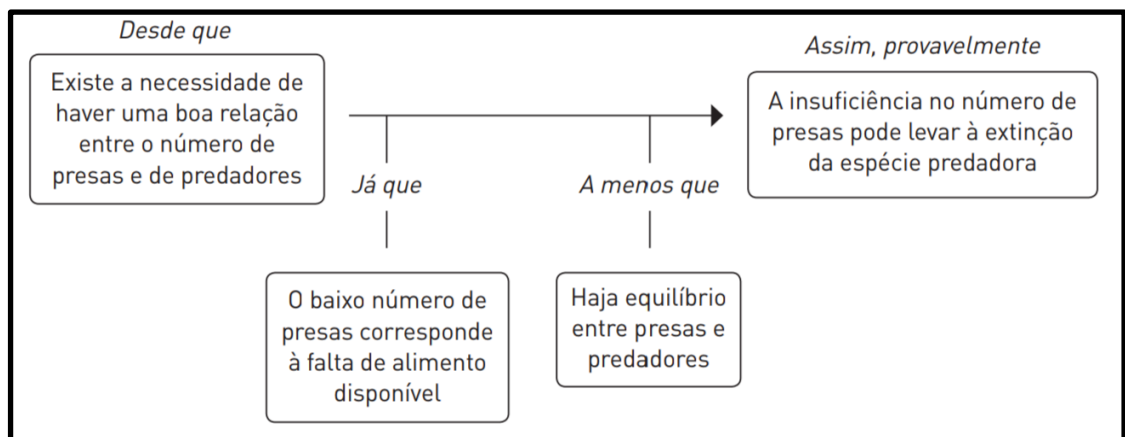 Desde que
Existe a necessidade de
haver uma boa relação
entre o número de
presas e de predadores
Já que
O baixo número de
presas corresponde
à falta de alimento
disponível
A menos que
Haja equilíbrio
entre presas e
predadores
Assim, provavelmente
A insuficiência no número de
presas pode levar à extinção
da espécie predadora